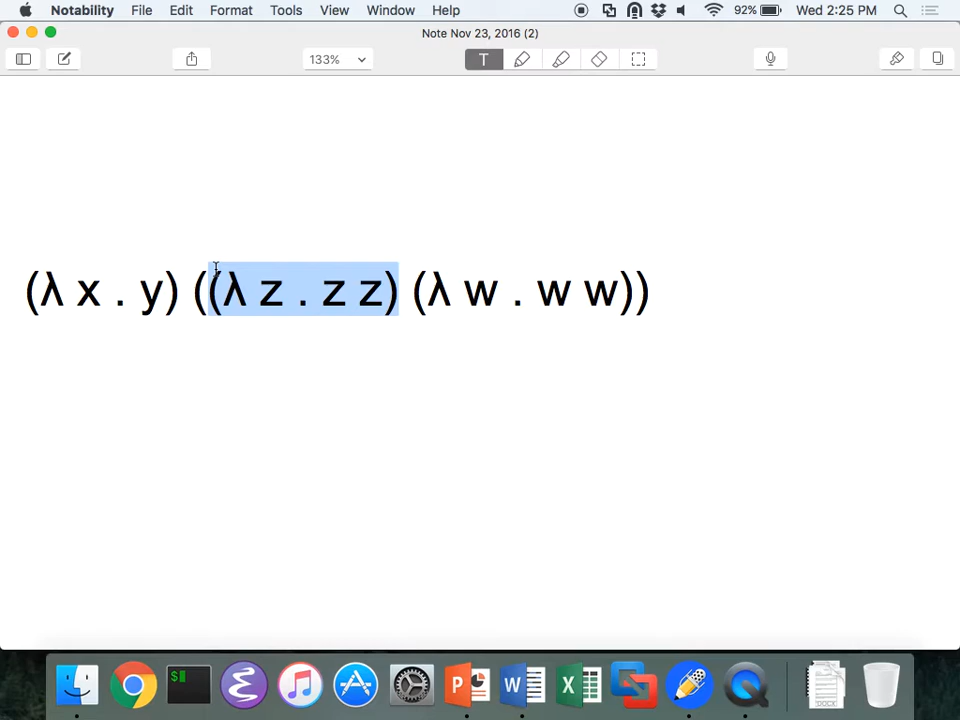 Notability File Edit Format Tools View Window Help 92% Wed 2:25 PM
Note Nov 23, 2016 (2)
133% T
(λ x . y) ((λ z . z z) (λ w . w w))
$ P W X DOCX